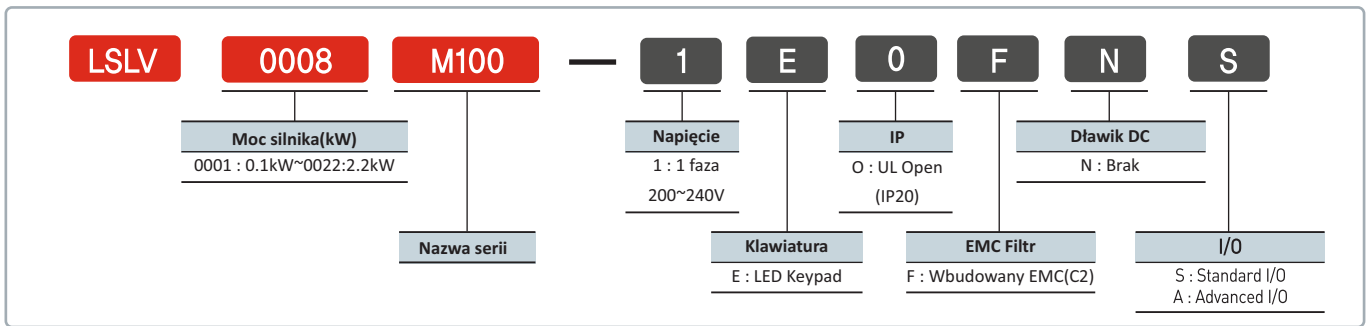 LSLV 0008 M100 — 1 E 0 F N S
Moc silnika(kW)
0001 : 0.1kW~0022:2.2kW
Nazwa serii
Napięcie
1 : 1 faza
200~240V
Klawiatura
E : LED Keypad
IP
O : UL Open
(IP20)
EMC Filtr
F : Wbudowany EMC(C2)
Dławik DC
N : Brak
I/O
S : Standard I/O
A : Advanced I/O